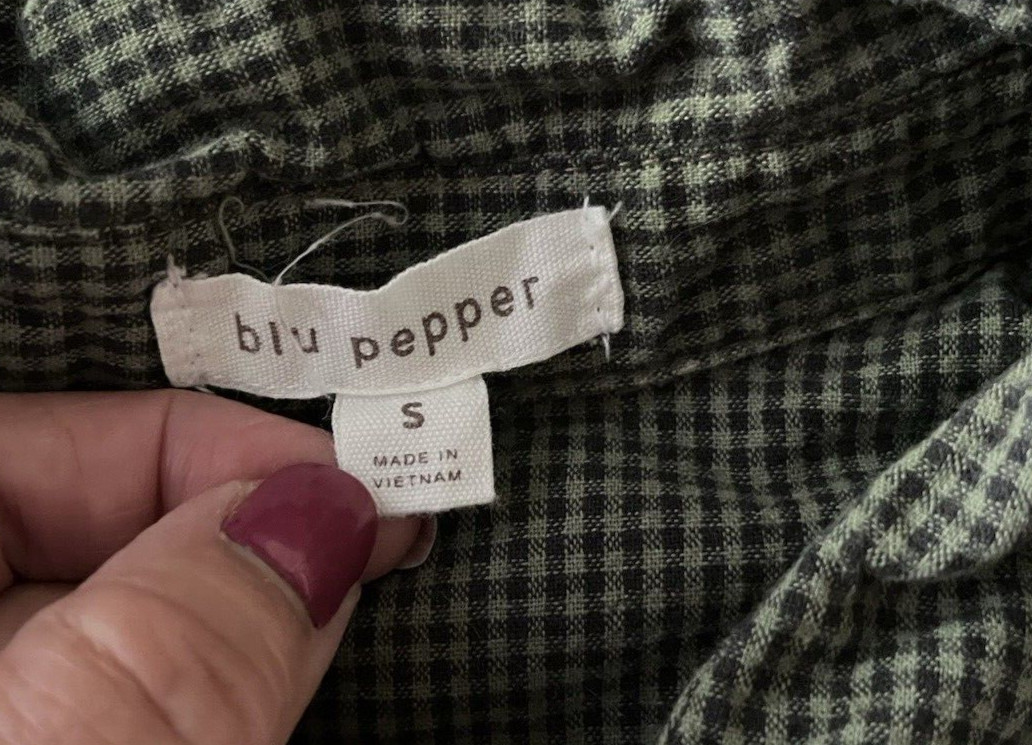 blu pepper
S
MADE IN
VIETNAM